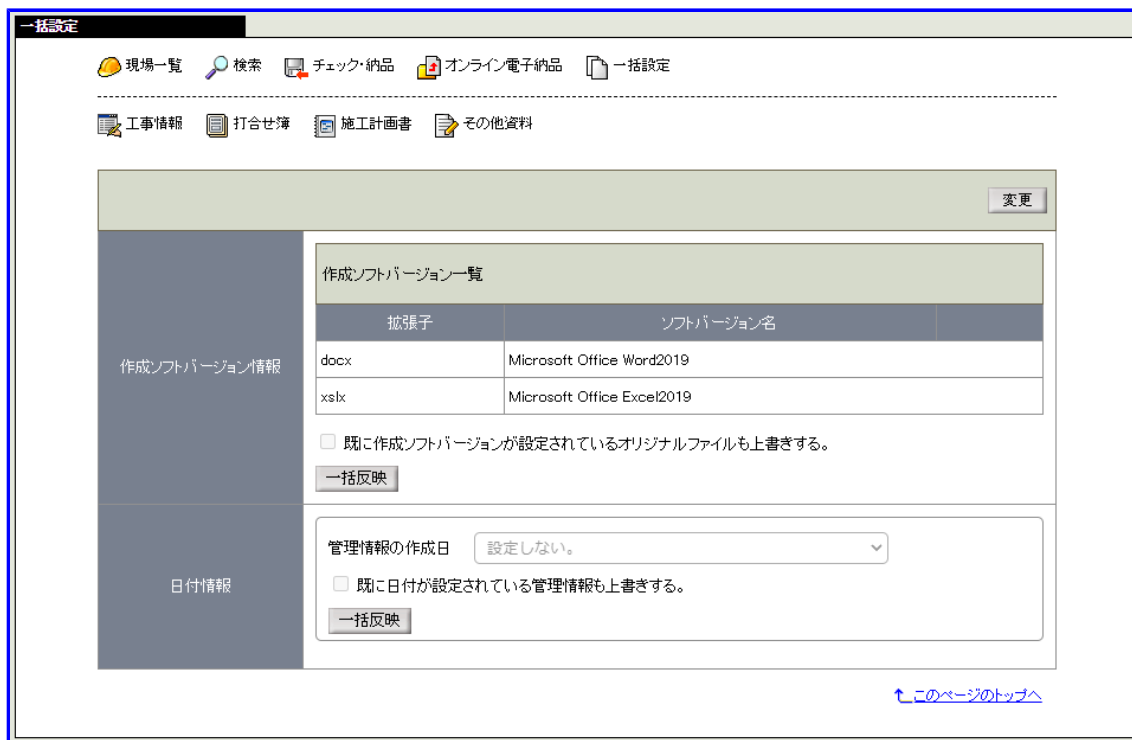 一括設定
現場一覧 検索 チェック・納品 オンライン電子納品 一括設定
工事情報 打合せ簿 施工計画書 その他資料
変更
作成ソフトバージョン情報
作成ソフトバージョン一覧
拡張子 ソフトバージョン名
docx Microsoft Office Word2019
xslx Microsoft Office Excel2019
既に作成ソフトバージョンが設定されているオリジナルファイルも上書きする。
一括反映
日付情報
管理情報の作成日 設定しない。
既に日付が設定されている管理情報も上書きする。
一括反映
このページのトップへ